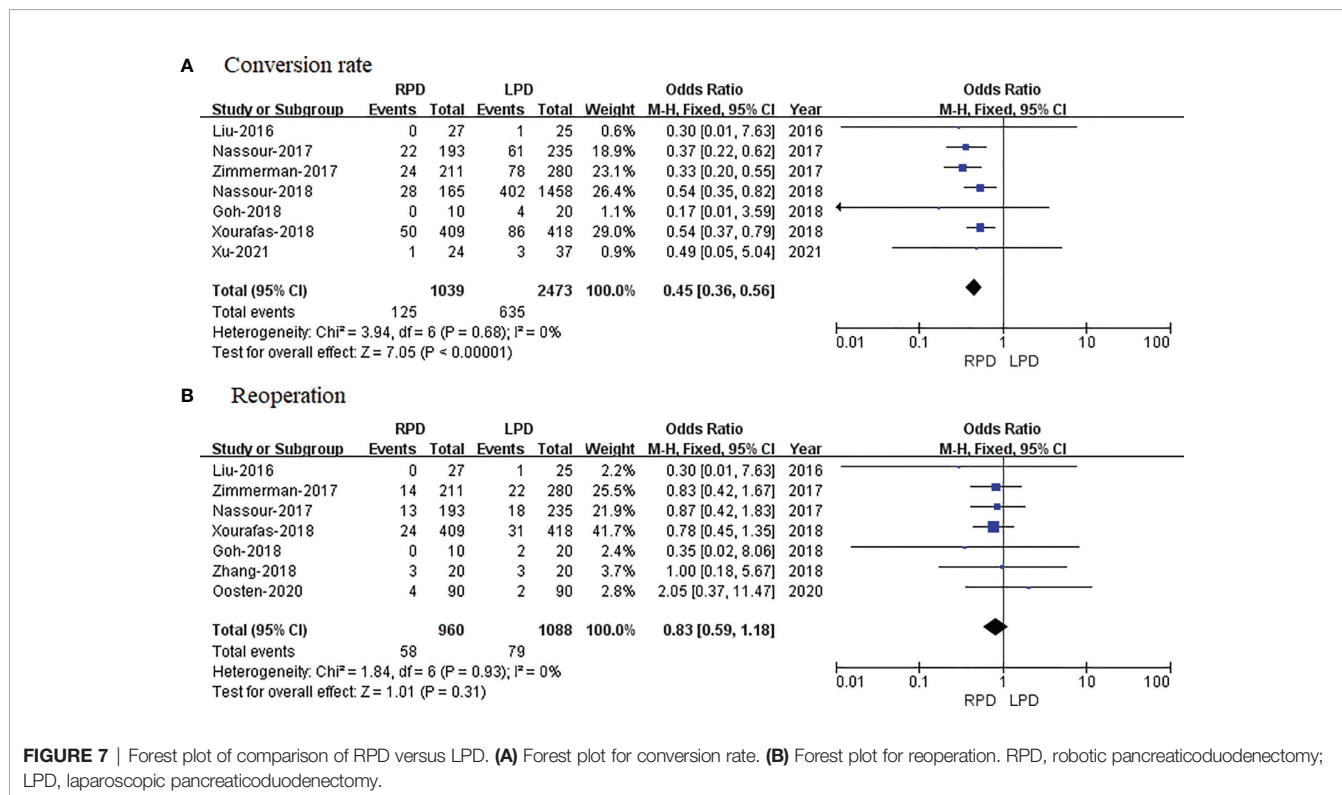 A Conversion rate
RPD LPD Odds Ratio Odds Ratio
Study or Subgroup Events Total Events Total Weight M-H, Fixed, 95% CI Year M-H, Fixed, 95% CI
Liu-2016 0 27 1 25 0.6% 0.30 [0.01, 7.63] 2016
Nassour-2017 22 193 61 235 18.9% 0.37 [0.22, 0.62] 2017
Zimmerman-2017 24 211 78 280 23.1% 0.33 [0.20, 0.55] 2017
Nassour-2018 28 165 402 1458 26.4% 0.54 [0.35, 0.82] 2018
Goh-2018 0 10 4 20 1.1% 0.17 [0.01, 3.59] 2018
Xourafas-2018 50 409 86 418 29.0% 0.54 [0.37, 0.79] 2018
Xu-2021 1 24 3 37 0.9% 0.49 [0.05, 5.04] 2021
Total (95% CI) 1039 2473 100.0% 0.45 [0.36, 0.56]
Total events 125 635
Heterogeneity: Chi² = 3.94, df = 6 (P = 0.68); I² = 0%
Test for overall effect: Z = 7.05 (P < 0.00001)
0.01 0.1 1 10 100
RPD LPD
B Reoperation
RPD LPD Odds Ratio Odds Ratio
Study or Subgroup Events Total Events Total Weight M-H, Fixed, 95% CI Year M-H, Fixed, 95% CI
Liu-2016 0 27 1 25 2.2% 0.30 [0.01, 7.63] 2016
Zimmerman-2017 14 211 22 280 25.5% 0.83 [0.42, 1.67] 2017
Nassour-2017 13 193 18 235 21.9% 0.87 [0.42, 1.83] 2017
Xourafas-2018 24 409 31 418 41.7% 0.78 [0.45, 1.35] 2018
Goh-2018 0 10 2 20 2.4% 0.35 [0.02, 8.06] 2018
Zhang-2018 3 20 3 20 3.7% 1.00 [0.18, 5.67] 2018
Oosten-2020 4 90 2 90 2.8% 2.05 [0.37, 11.47] 2020
Total (95% CI) 960 1088 100.0% 0.83 [0.59, 1.18]
Total events 58 79
Heterogeneity: Chi² = 1.84, df = 6 (P = 0.93); I² = 0%
Test for overall effect: Z = 1.01 (P = 0.31)
0.01 0.1 1 10 100
RPD LPD
FIGURE 7 | Forest plot of comparison of RPD versus LPD. (A) Forest plot for conversion rate. (B) Forest plot for reoperation. RPD, robotic pancreaticoduodenectomy;
LPD, laparoscopic pancreaticoduodenectomy.